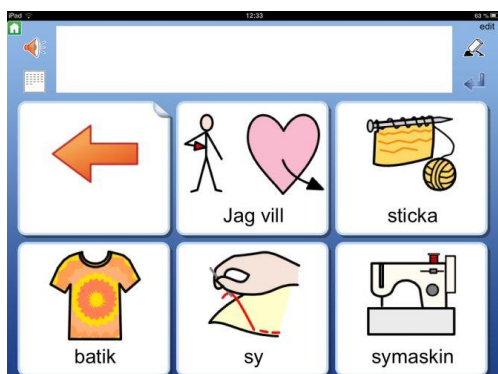 iPad 12:33 63 %
edit
Jag vill
sticka
batik
sy
symaskin